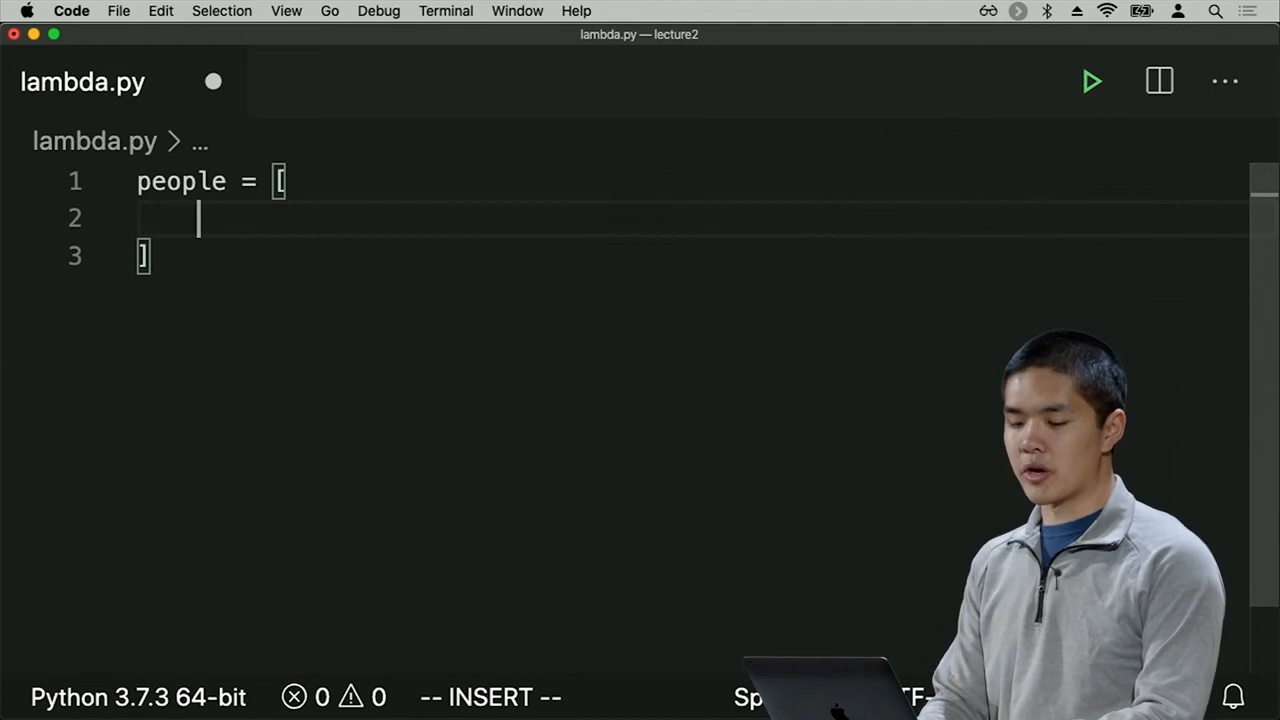 Code File Edit Selection View Go Debug Terminal Window Help
lambda.py — lecture2
lambda.py
lambda.py > ...
1 people = [
2
3 ]
Python 3.7.3 64-bit 0 0 -- INSERT --